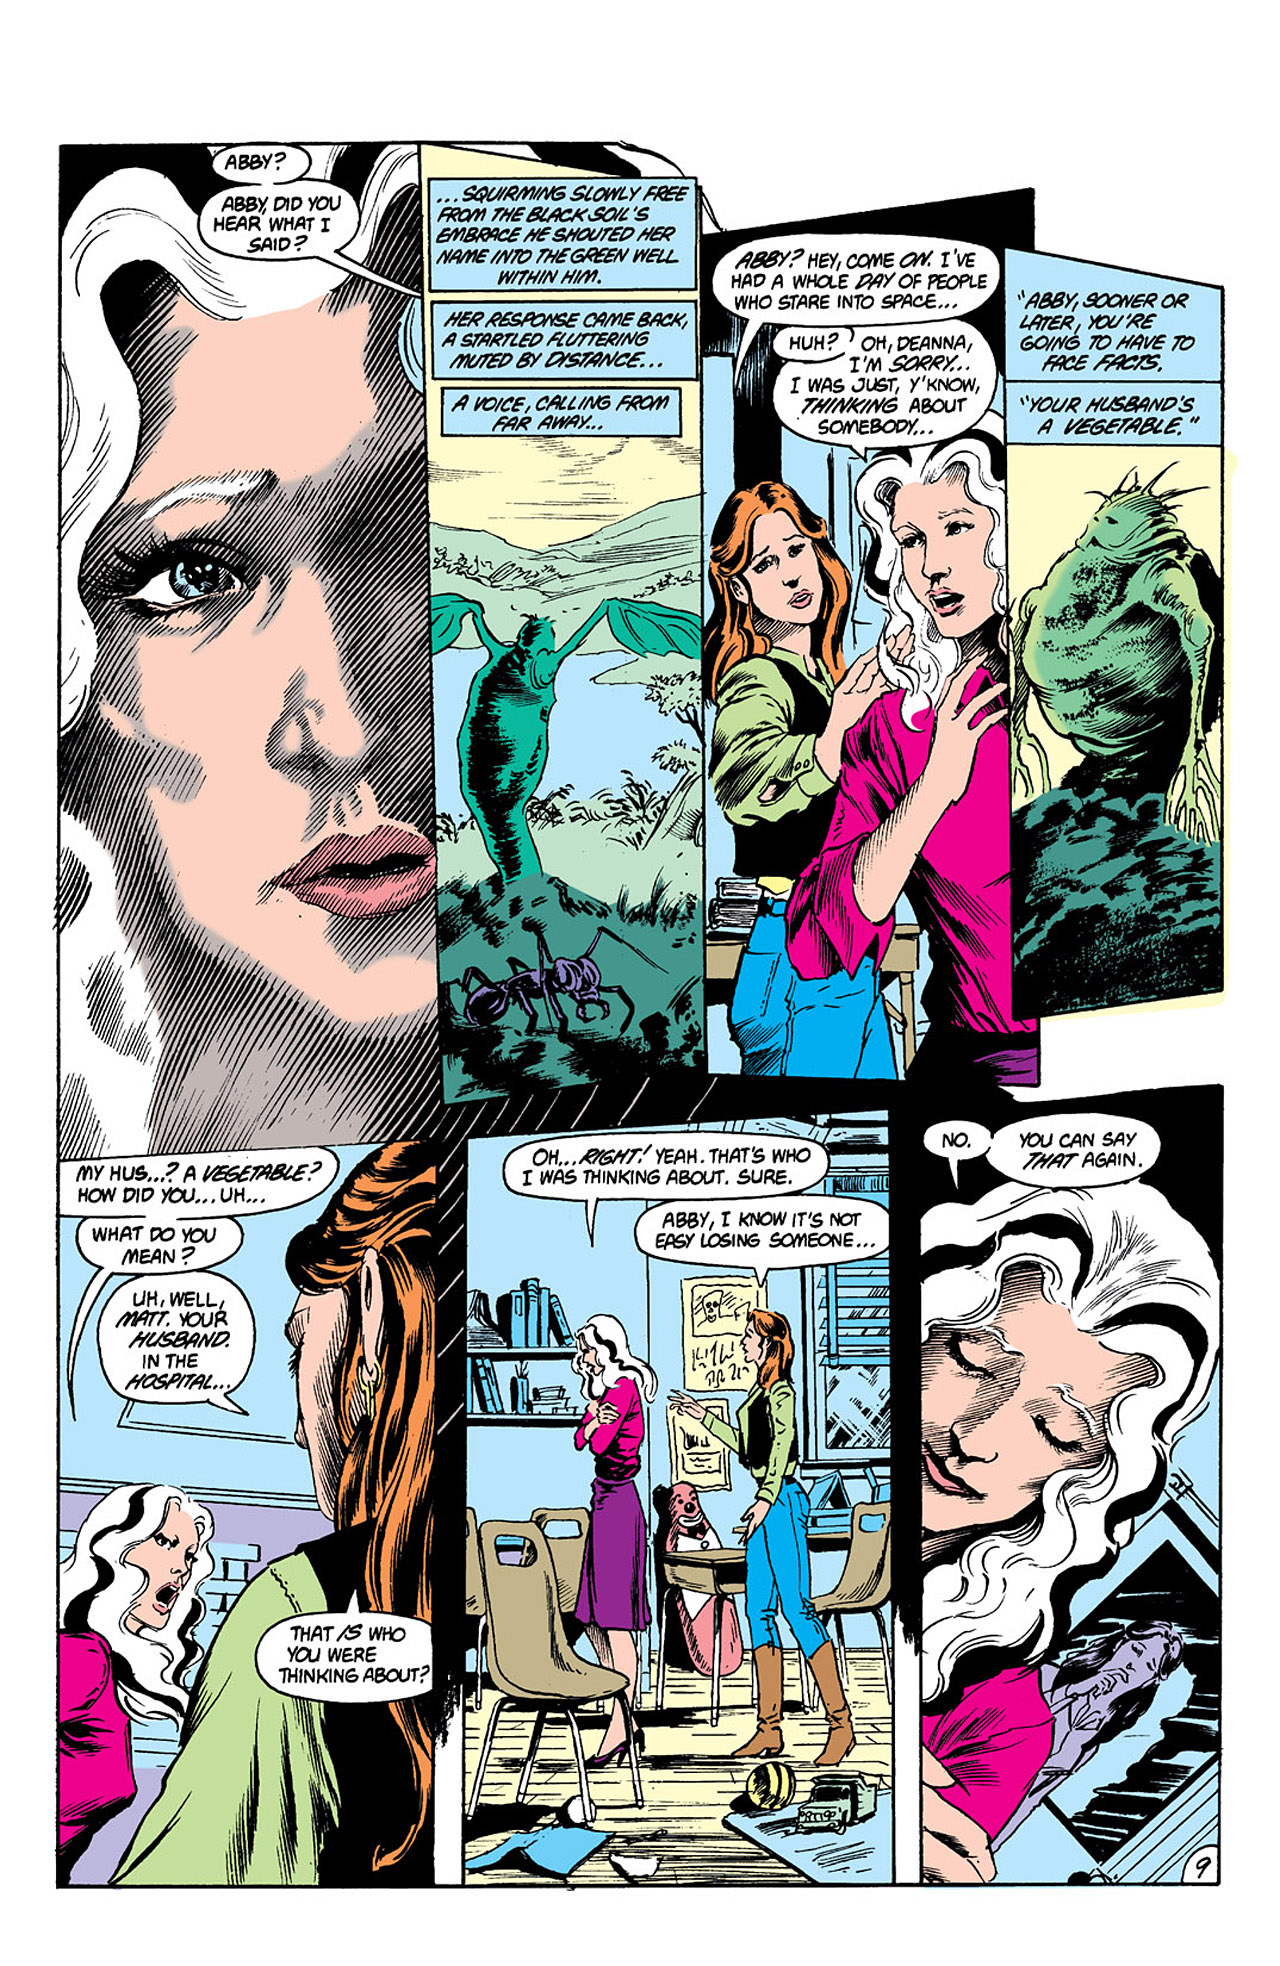 ABBY?
ABBY, DID YOU
HEAR WHAT I
SAID?
...SQUIRMING SLOWLY FREE
FROM THE BLACK SOIL'S
EMBRACE HE SHOUTED HER
NAME INTO THE GREEN WELL
WITHIN HIM.
HER RESPONSE CAME BACK,
A STARTLED FLUTTERING
MUTED BY DISTANCE...
A VOICE, CALLING FROM
FAR AWAY...
ABBY? HEY, COME ON. I'VE
HAD A WHOLE DAY OF PEOPLE
WHO STARE INTO SPACE...
HUH?
OH, DEANNA,
I'M SORRY...
I WAS JUST, Y'KNOW,
THINKING ABOUT
SOMEBODY...
"ABBY, SOONER OR
LATER, YOU'RE
GOING TO HAVE TO
FACE FACTS.
"YOUR HUSBAND'S
A VEGETABLE."
MY HUS...? A VEGETABLE?
HOW DID YOU... UH...
WHAT DO YOU
MEAN?
UH, WELL,
MATT. YOUR
HUSBAND.
IN THE
HOSPITAL...
THAT IS WHO
YOU WERE
THINKING ABOUT?
OH... RIGHT! YEAH. THAT'S WHO
I WAS THINKING ABOUT. SURE.
ABBY, I KNOW IT'S NOT
EASY LOSING SOMEONE...
NO.
YOU CAN SAY
THAT AGAIN.
9